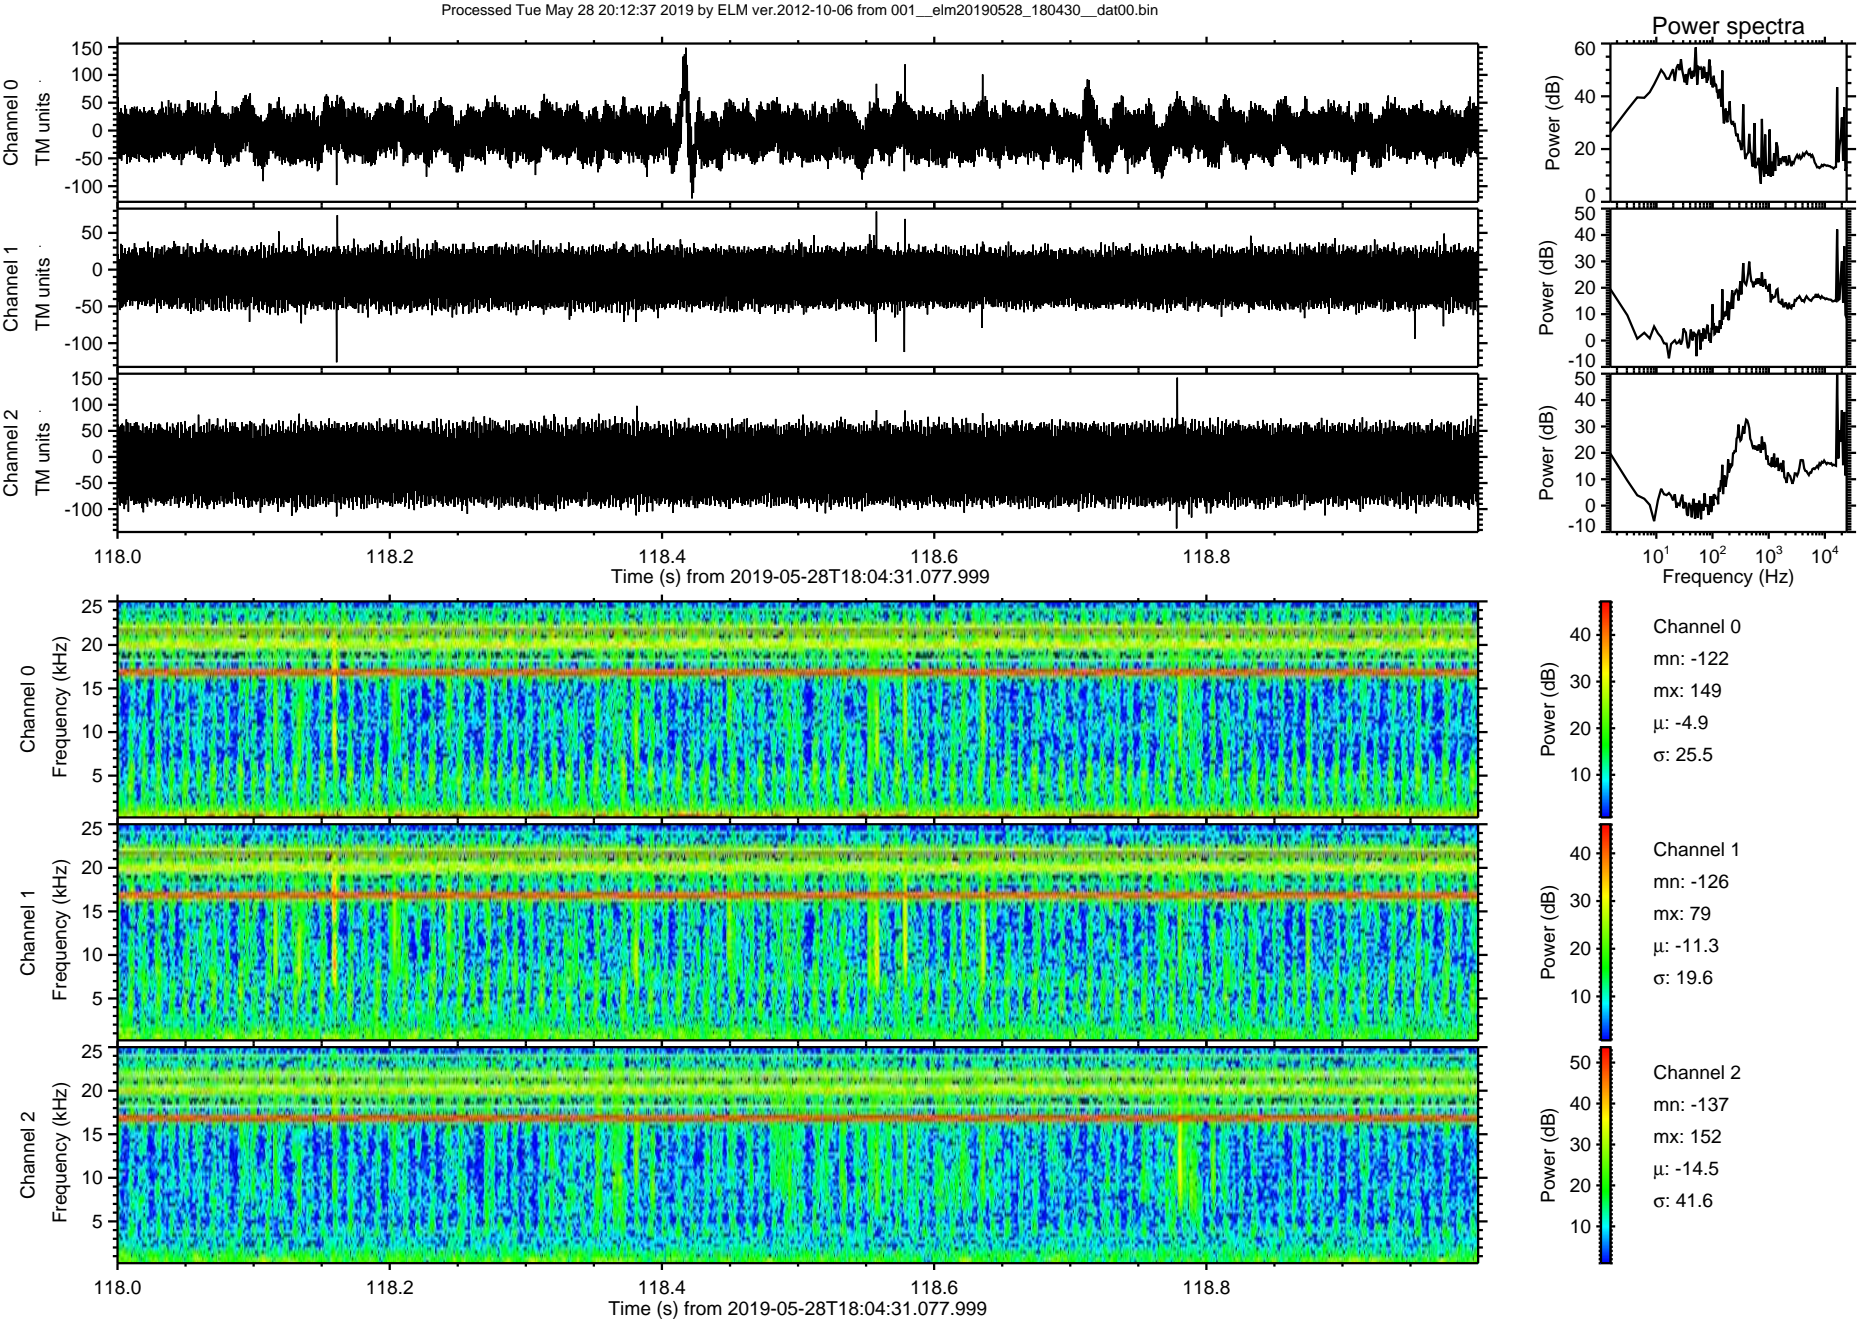 Processed Tue May 28 20:12:37 2019 by ELM ver.2012-10-06 from 001__elm20190528_180430__dat00.bin
Power spectra
Channel 0
TM units
150
100
50
0
-50
-100
Power (dB)
60
40
20
0
Channel 1
TM units
50
0
-50
-100
Power (dB)
50
40
30
20
10
0
-10
Channel 2
TM units
150
100
50
0
-50
-100
Power (dB)
50
40
30
20
10
0
-10
118.0 118.2 118.4 118.6 118.8
Time (s) from 2019-05-28T18:04:31.077.999
10¹ 10² 10³ 10⁴
Frequency (Hz)
Channel 0
Frequency (kHz)
25
20
15
10
5
Power (dB)
40
30
20
10
Channel 0
mn: -122
mx: 149
µ: -4.9
σ: 25.5
Channel 1
Frequency (kHz)
25
20
15
10
5
Power (dB)
40
30
20
10
Channel 1
mn: -126
mx: 79
µ: -11.3
σ: 19.6
Channel 2
Frequency (kHz)
25
20
15
10
5
Power (dB)
50
40
30
20
10
Channel 2
mn: -137
mx: 152
µ: -14.5
σ: 41.6
118.0 118.2 118.4 118.6 118.8
Time (s) from 2019-05-28T18:04:31.077.999